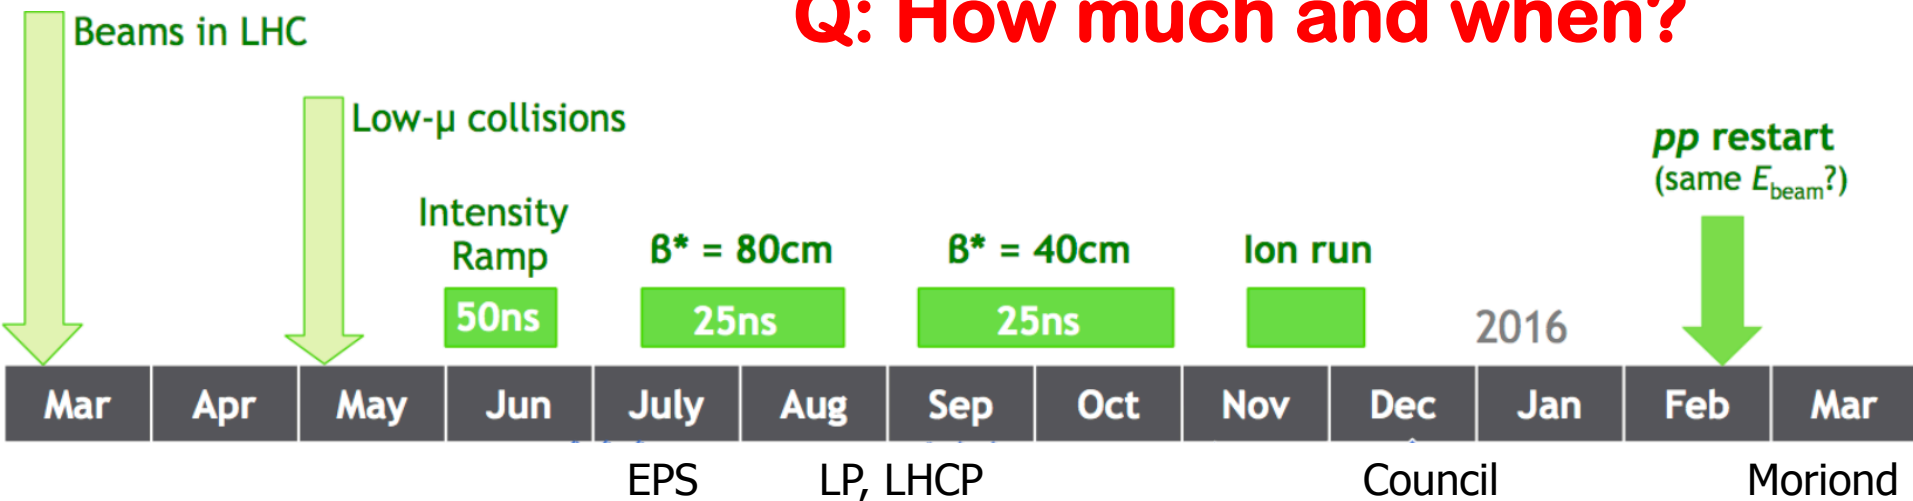 Q: How much and when?
Beams in LHC
Low-µ collisions
pp restart
(same Ebeam?)
Intensity
Ramp
β* = 80cm
β* = 40cm
Ion run
50ns
25ns
25ns
2016
Mar Apr May Jun July Aug Sep Oct Nov Dec Jan Feb Mar
EPS LP, LHCP Council Moriond